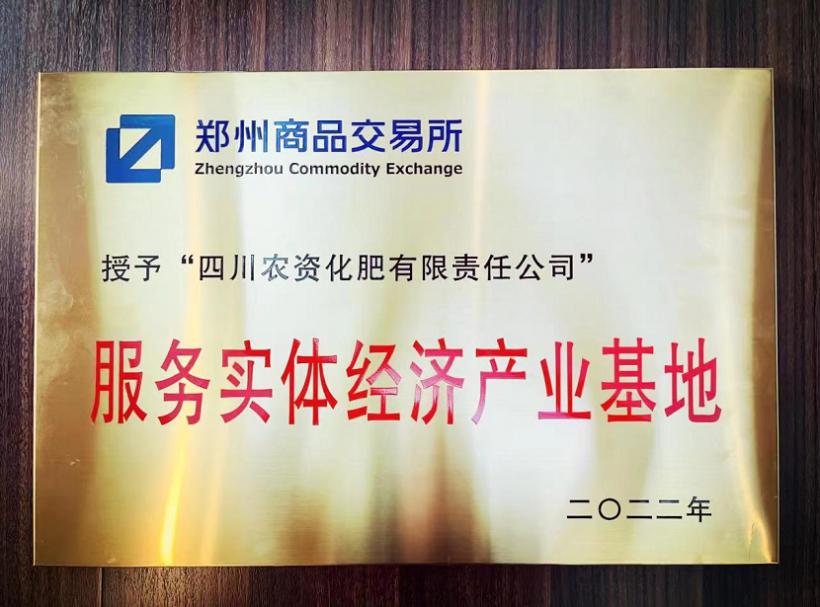 郑州商品交易所
Zhengzhou Commodity Exchange
授予“四川农资化肥有限责任公司”
服务实体经济产业基地
二〇二二年